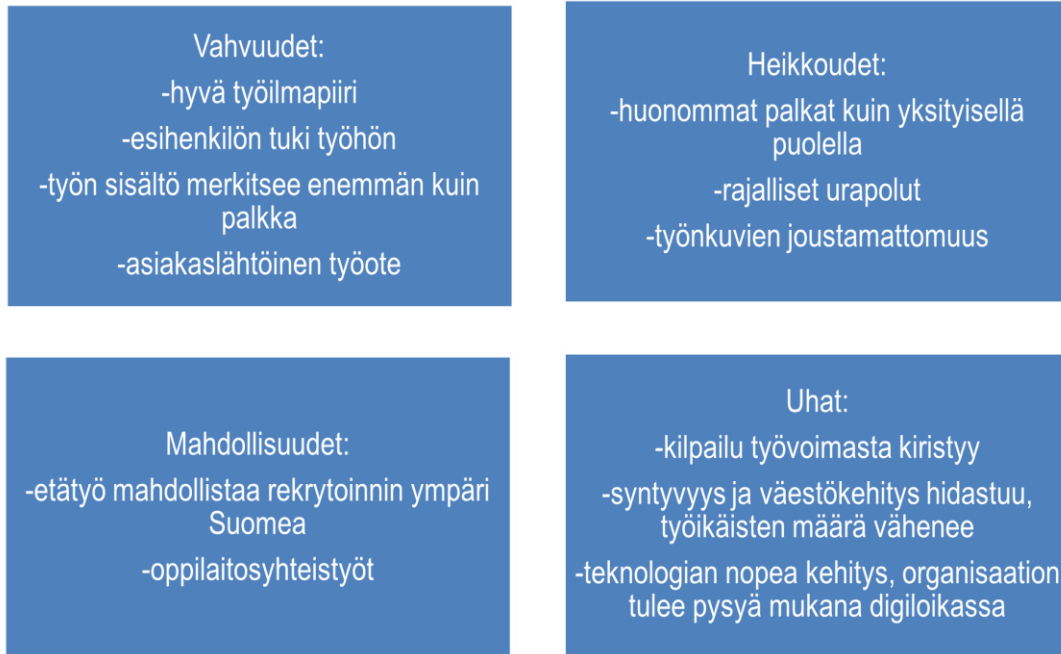 Vahvuudet:
-hyvä työilmapiiri
-esihenkilön tuki työhön
-työn sisältö merkitsee enemmän kuin
palkka
-asiakaslähtöinen työote
Heikkoudet:
-huonommat palkat kuin yksityisellä
puolella
-rajalliset urapolut
-työnkuvien joustamattomuus
Mahdollisuudet:
-etätyö mahdollistaa rekrytoinnin ympäri
Suomea
-oppilaitosyhteistyöt
Uhat:
-kilpailu työvoimasta kiristyy
-syntyvyys ja väestökehitys hidastuu,
työikäisten määrä vähenee
-teknologian nopea kehitys, organisaation
tulee pysyä mukana digiloikassa